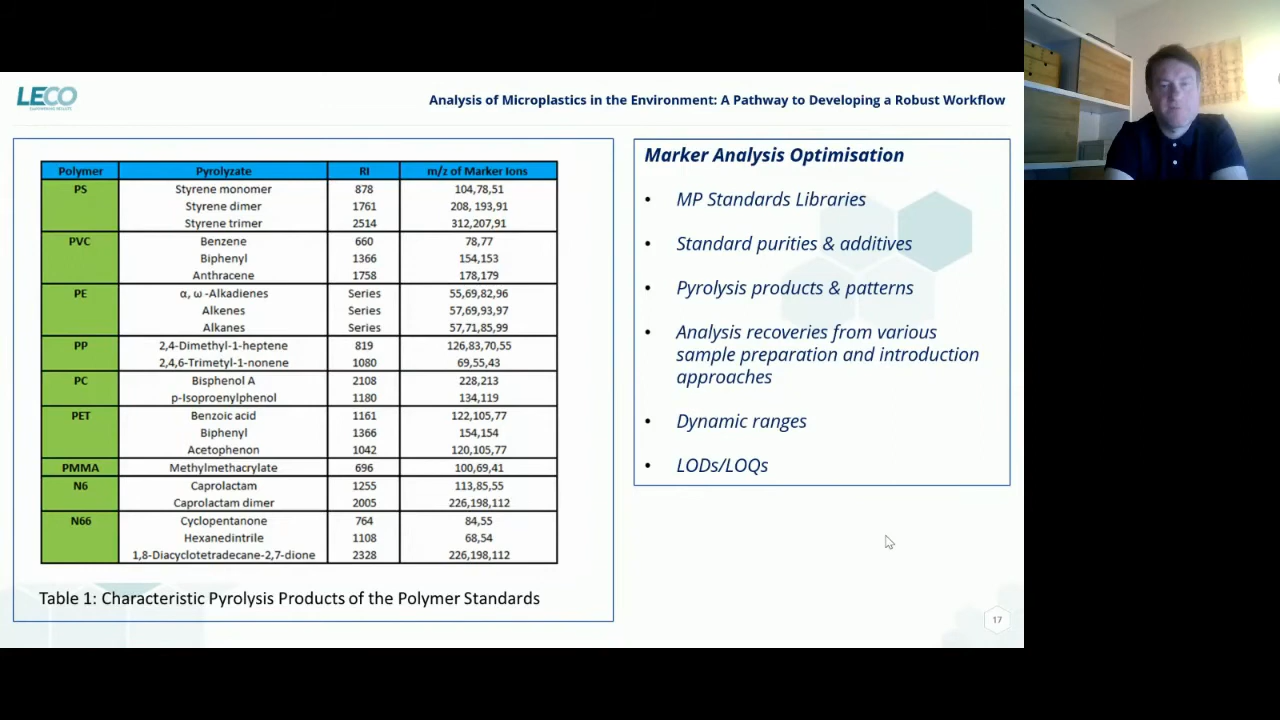 LECO
Analysis of Microplastics in the Environment: A Pathway to Developing a Robust Workflow
Polymer Pyrolyzate RI m/z of Marker Ions
PS Styrene monomer 878 104,78,51
Styrene dimer 1761 208, 193,91
Styrene trimer 2514 312,207,91
PVC Benzene 660 78,77
Biphenyl 1366 154,153
Anthracene 1758 178,179
PE α, ω -Alkadienes Series 55,69,82,96
Alkenes Series 57,69,93,97
Alkanes Series 57,71,85,99
PP 2,4-Dimethyl-1-heptene 819 126,83,70,55
2,4,6-Trimetyl-1-nonene 1080 69,55,43
PC Bisphenol A 2108 228,213
p-Isoproenylphenol 1180 134,119
PET Benzoic acid 1161 122,105,77
Biphenyl 1366 154,154
Acetophenon 1042 120,105,77
PMMA Methylmethacrylate 696 100,69,41
N6 Caprolactam 1255 113,85,55
Caprolactam dimer 2005 226,198,112
N66 Cyclopentanone 764 84,55
Hexanedintrile 1108 68,54
1,8-Diacyclotetradecane-2,7-dione 2328 226,198,112
Table 1: Characteristic Pyrolysis Products of the Polymer Standards
Marker Analysis Optimisation
• MP Standards Libraries
• Standard purities & additives
• Pyrolysis products & patterns
• Analysis recoveries from various
sample preparation and introduction
approaches
• Dynamic ranges
• LODs/LOQs
17